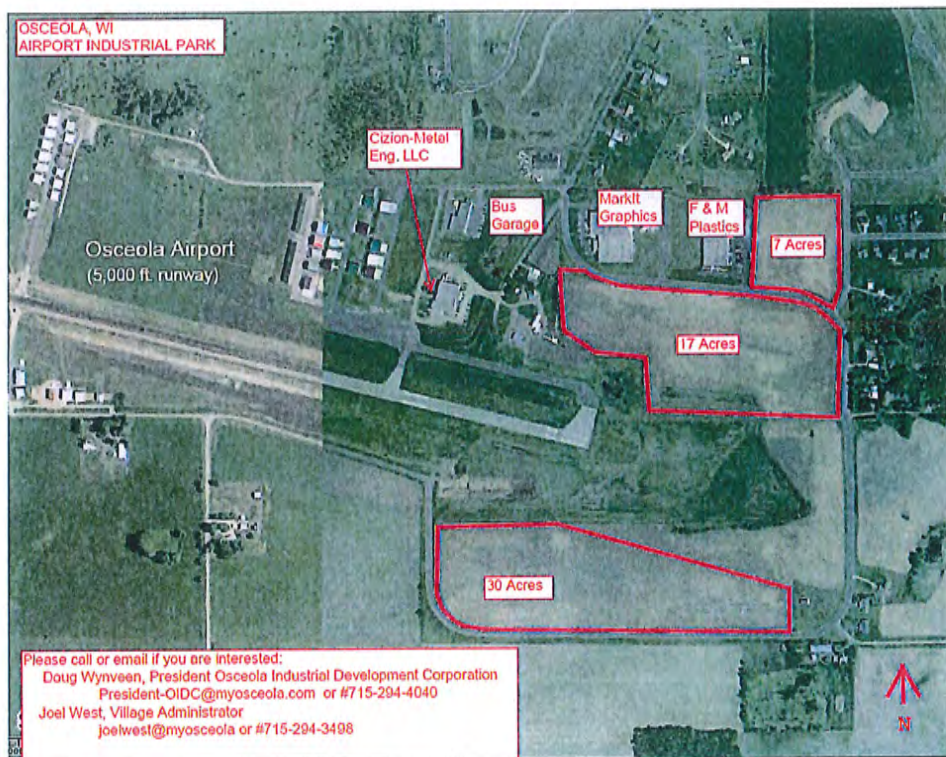 OSCEOLA, WI
AIRPORT INDUSTRIAL PARK
Cizion-Metel
Eng. LLC
Bus
Garage
MarkIt
Graphics
F & M
Plastics
7 Acres
Osceola Airport
(5,000 ft. runway)
17 Acres
30 Acres
Please call or email if you are interested:
Doug Wynveen, President Osceola Industrial Development Corporation
President-OIDC@myosceola.com or #715-294-4040
Joel West, Village Administrator
joelwest@myosceola or #715-294-3498
N